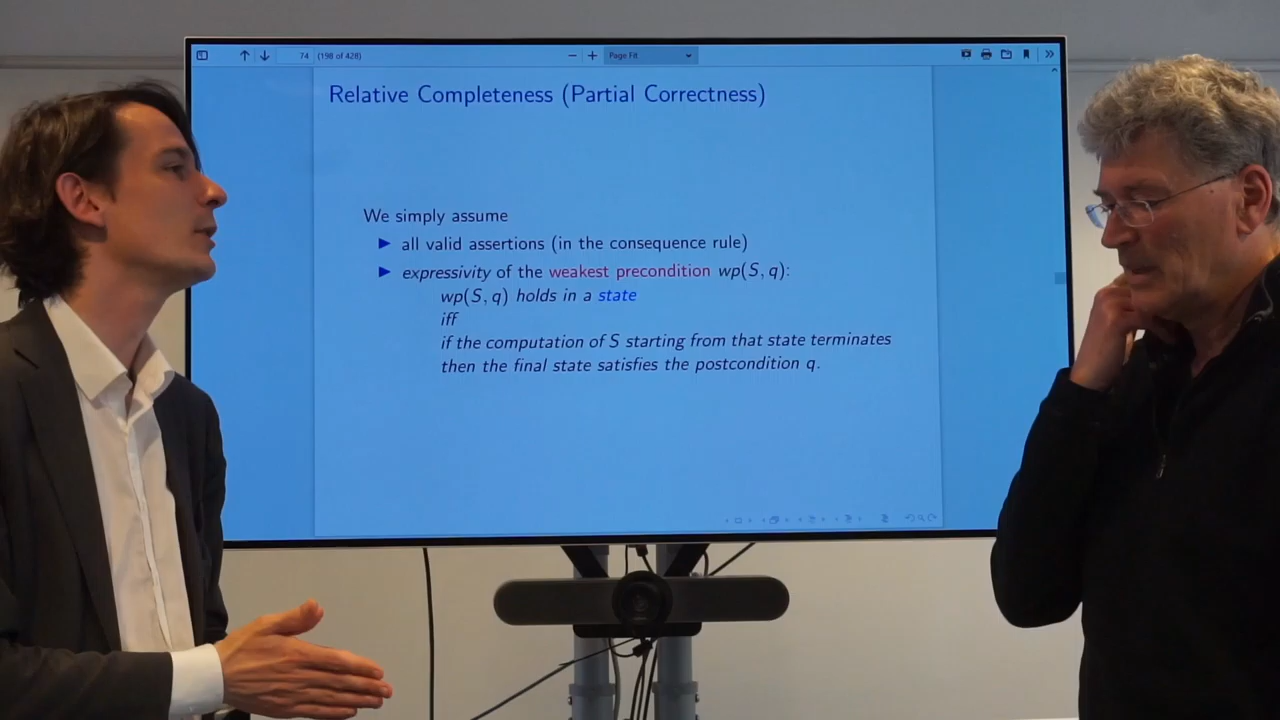 74 (198 of 428)
Page Fit
Relative Completeness (Partial Correctness)
We simply assume
▶ all valid assertions (in the consequence rule)
▶ expressivity of the weakest precondition wp(S, q):
wp(S, q) holds in a state
iff
if the computation of S starting from that state terminates
then the final state satisfies the postcondition q.